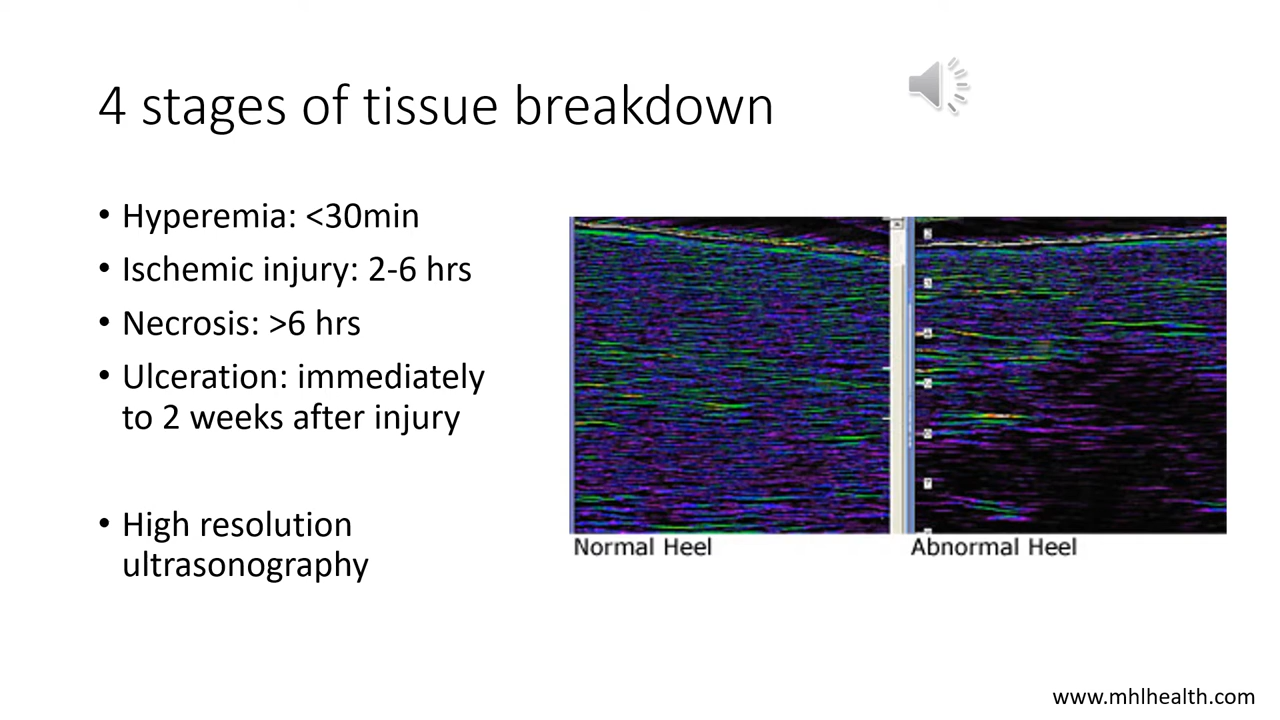 4 stages of tissue breakdown
• Hyperemia: <30min
• Ischemic injury: 2-6 hrs
• Necrosis: >6 hrs
• Ulceration: immediately
to 2 weeks after injury
• High resolution
ultrasonography
Normal Heel
Abnormal Heel
www.mhlhealth.com